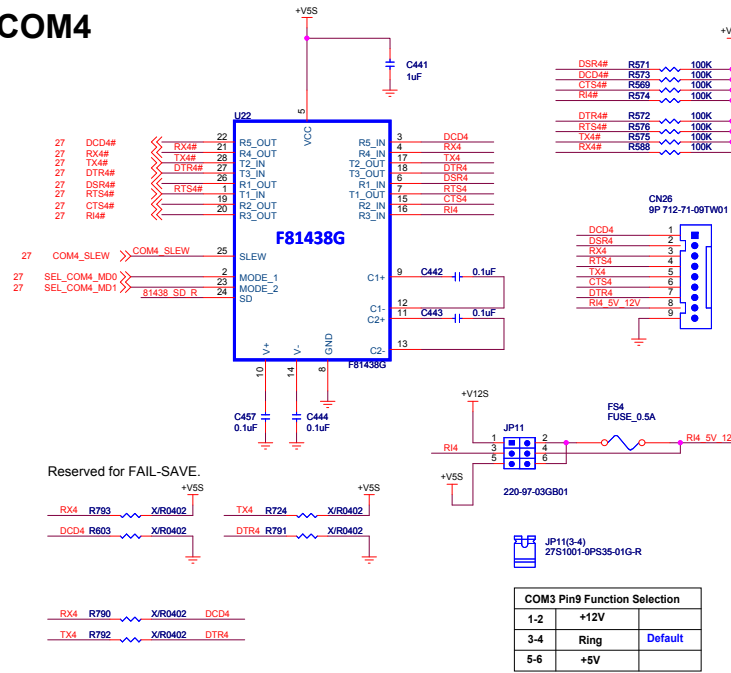 COM4
+V5S
C441
1uF
U22
5
VCC
27 DCD4# 22 R5_OUT R5_IN 3 DCD4
27 RX4# RX4# 21 R4_OUT R4_IN 4 RX4
27 TX4# TX4# 28 T2_IN T2_OUT 17 TX4
27 DTR4# DTR4# 27 T3_IN T3_OUT 18 DTR4
27 DSR4# 26 R1_OUT R1_IN 6 DSR4
27 RTS4# RTS4# 1 T1_IN T1_OUT 7 RTS4
27 CTS4# 19 R2_OUT R2_IN 15 CTS4
27 RI4# 20 R3_OUT R3_IN 16 RI4
F81438G
27 COM4_SLEW COM4_SLEW 25 SLEW
27 SEL_COM4_MD0 2 MODE_1
27 SEL_COM4_MD1 23 MODE_2
81438_SD_R 24 SD
C1+ 9 C442 0.1uF
C1- 12
C2+ 11 C443 0.1uF
C2- 13
V+ V- GND
F81438G
10 14 8
C457
0.1uF
C444
0.1uF
+V
DSR4# R571 100K
DCD4# R573 100K
CTS4# R569 100K
RI4# R574 100K
DTR4# R572 100K
RTS4# R576 100K
TX4# R575 100K
RX4# R588 100K
CN26
9P 712-71-09TW01
DCD4 1
DSR4 2
RX4 3
RTS4 4
TX4 5
CTS4 6
DTR4 7
RI4_5V_12V 8
9
+V12S
JP11
FS4
FUSE_0.5A
1 2
RI4 3 4
5 6
RI4_5V_12
+V5S
220-97-03GB01
JP11(3-4)
27S1001-0PS35-01G-R
Reserved for FAIL-SAVE.
+V5S
RX4 R793 X/R0402
DCD4 R603 X/R0402
+V5S
TX4 R724 X/R0402
DTR4 R791 X/R0402
RX4 R790 X/R0402 DCD4
TX4 R792 X/R0402 DTR4
COM3 Pin9 Function Selection
1-2 +12V
3-4 Ring Default
5-6 +5V